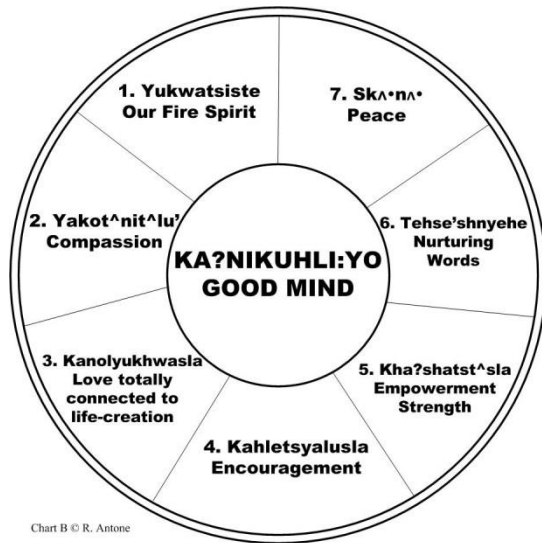 1. Yukwatsiste
Our Fire Spirit
2. Yakot^nit^lu'
Compassion
3. Kanolyukhwasla
Love totally
connected to
life-creation
4. Kahletsyalusla
Encouragement
5. Kha?shatst^sla
Empowerment
Strength
6. Tehse'shnyehe
Nurturing
Words
7. Skʌ•nʌ•
Peace
KA?NIKUHLI:YO
GOOD MIND
Chart B © R. Antone